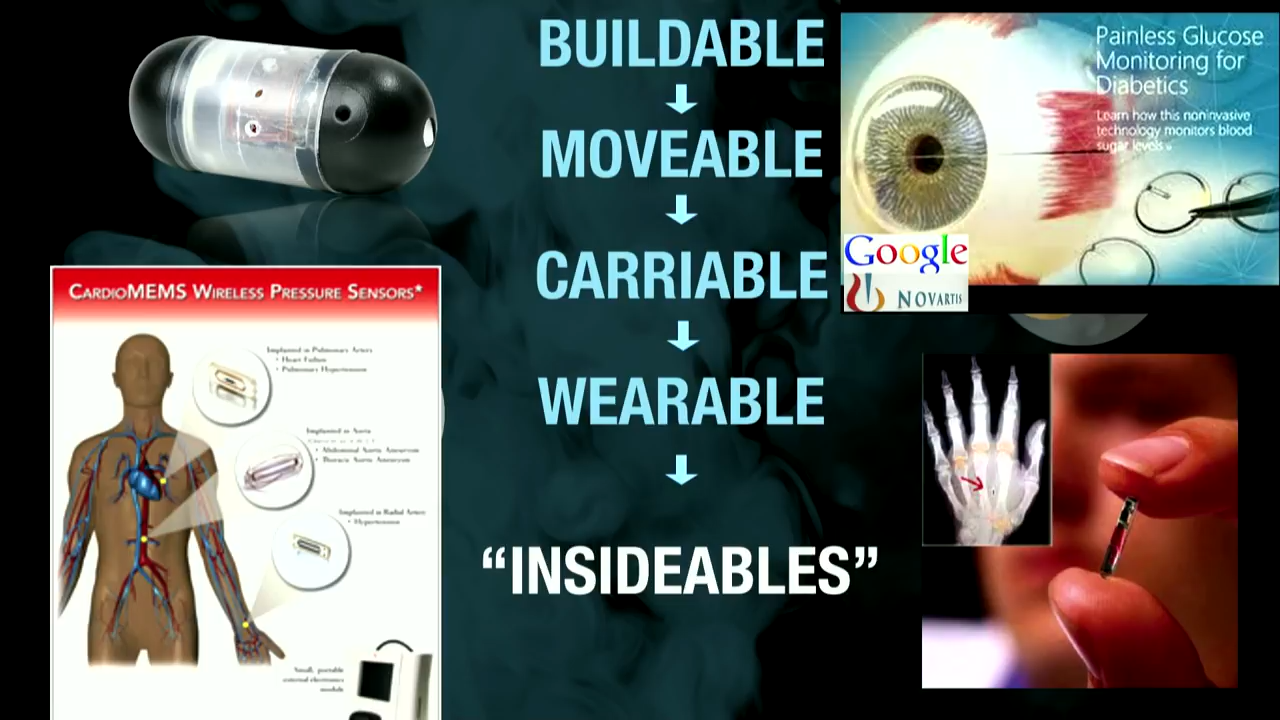 BUILDABLE
MOVEABLE
CARRIABLE
WEARABLE
“INSIDEABLES”
Painless Glucose
Monitoring for
Diabetics
Learn how this noninvasive
technology monitors blood
sugar levels
Google
NOVARTIS
CARDIOMEMS WIRELESS PRESSURE SENSORS*
Implanted in Pulmonary Artery
• Heart Failure
• Pulmonary Hypertension
Implanted in Aorta
• Abdominal Aortic Aneurysm
• Thoracic Aortic Aneurysm
Implanted in Radial Artery
• Hypertension
Small, portable
external electronics
module